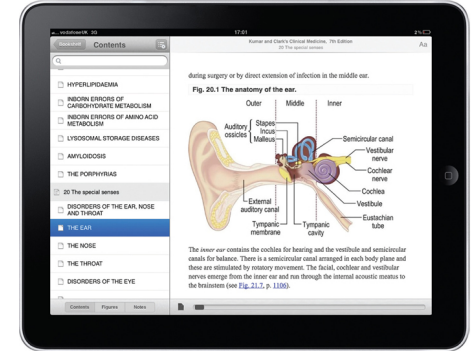 vodafoneUK 3G
17:01
2%
Bookshelf
Contents
Kumar and Clark's Clinical Medicine, 7th Edition
20 The special senses
Aa
HYPERLIPIDAEMIA
INBORN ERRORS OF
CARBOHYDRATE METABOLISM
INBORN ERRORS OF AMINO ACID
METABOLISM
LYSOSOMAL STORAGE DISEASES
AMYLOIDOSIS
THE PORPHYRIAS
20 The special senses
DISORDERS OF THE EAR, NOSE
AND THROAT
THE EAR
THE NOSE
THE THROAT
DISORDERS OF THE EYE
Contents
Figures
Notes
during surgery or by direct extension of infection in the middle ear.
Fig. 20.1 The anatomy of the ear.
Outer
Middle
Inner
Auditory
ossicles
Stapes
Incus
Malleus
Semicircular canal
Vestibular
nerve
Cochlear
nerve
Cochlea
Vestibule
Eustachian
tube
External
auditory canal
Tympanic
membrane
Tympanic
cavity
The inner ear contains the cochlea for hearing and the vestibule and semicircular
canals for balance. There is a semicircular canal arranged in each body plane and
these are stimulated by rotatory movement. The facial, cochlear and vestibular
nerves emerge from the inner ear and run through the internal acoustic meatus to
the brainstem (see Fig. 21.7, p. 1106).